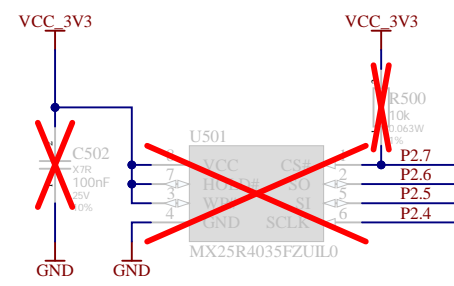 VCC_3V3
VCC_3V3
R500
10k
0.063W
1%
U501
C502
X7R
100nF
25V
10%
8 VCC
CS# 1
P2.7
7 HOLD#
SO 2
P2.6
3 WP#
SI 5
P2.5
4 GND
SCLK 6
P2.4
MX25R4035FZUIL0
GND
GND